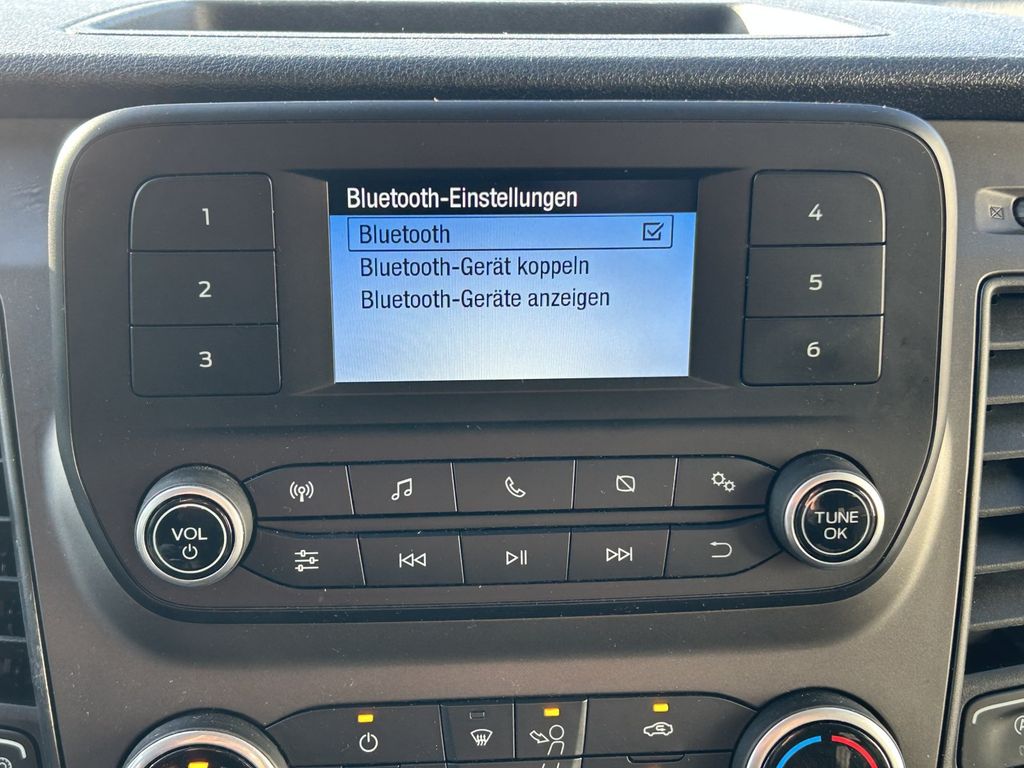 Bluetooth-Einstellungen
Bluetooth
Bluetooth-Gerät koppeln
Bluetooth-Geräte anzeigen
1
2
3
4
5
6
VOL
TUNE
OK